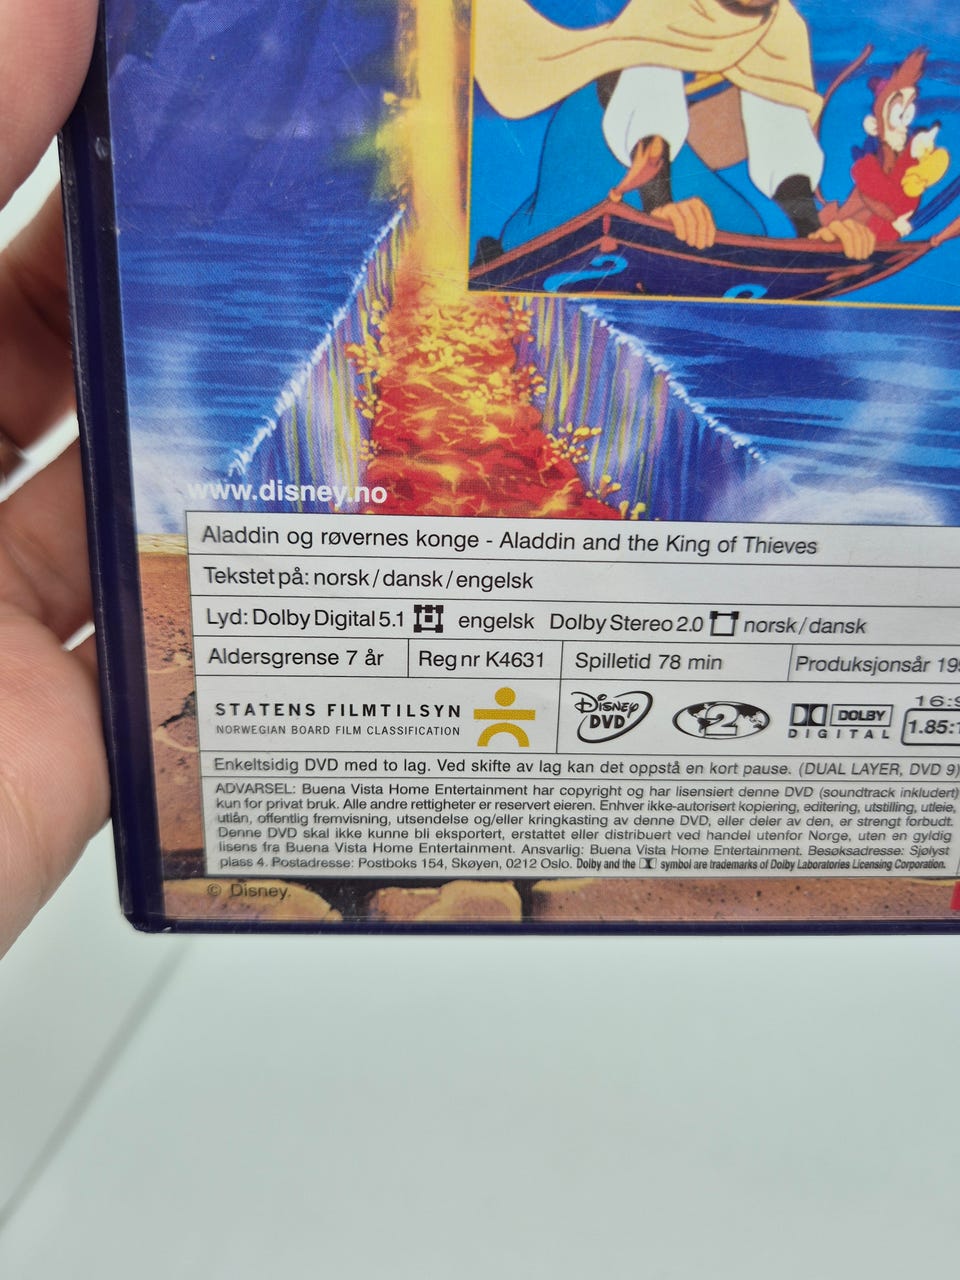 www.disney.no
Aladdin og røvernes konge - Aladdin and the King of Thieves
Tekstet på: norsk/dansk/engelsk
Lyd: Dolby Digital 5.1 engelsk Dolby Stereo 2.0 norsk/dansk
Aldersgrense 7 år Reg nr K4631 Spilletid 78 min Produksjonsår
STATENS FILMTILSYN
NORWEGIAN BOARD FILM CLASSIFICATION
DISNEY
DVD
2
DOLBY
DIGITAL
16:9
1.85:1
Enkeltsidig DVD med to lag. Ved skifte av lag kan det oppstå en kort pause. (DUAL LAYER, DVD 9)
ADVARSEL: Buena Vista Home Entertainment har copyright og har lisensiert denne DVD (soundtrack inkludert)
kun for privat bruk. Alle andre rettigheter er reservert eieren. Enhver ikke-autorisert kopiering, editering, utstilling, utleie,
utlån, offentlig fremvisning, utsendelse og/eller kringkasting av denne DVD, eller deler av den, er strengt forbudt.
Denne DVD skal ikke kunne bli eksportert, erstattet eller distribuert ved handel utenfor Norge, uten en gyldig
lisens fra Buena Vista Home Entertainment. Ansvarlig: Buena Vista Home Entertainment. Besøksadresse: Sjølyst
plass 4. Postadresse: Postboks 154, Skøyen, 0212 Oslo. Dolby and the symbol are trademarks of Dolby Laboratories Licensing Corporation.
© Disney.